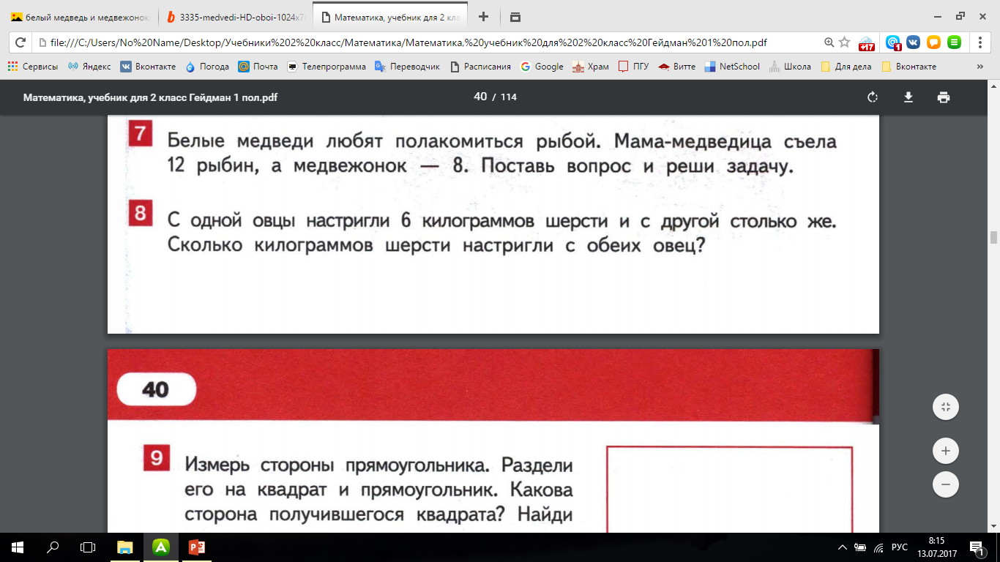 белый медведь и медвежонок
3335-medvedi-HD-oboi-1024x7
Математика, учебник для 2 кла
file:///C:/Users/No%20Name/Desktop/Учебники%202%20класс/Математика/Математика,%20учебник%20для%202%20класс%20Гейдман%201%20пол.pdf
+17
1
Сервисы Яндекс Вконтакте Погода Почта Телепрограмма Переводчик Расписания Google Храм ПГУ Витте NetSchool Школа Для дела Вконтакте »
Математика, учебник для 2 класс Гейдман 1 пол.pdf 40 / 114
7 Белые медведи любят полакомиться рыбой. Мама-медведица съела
12 рыбин, а медвежонок — 8. Поставь вопрос и реши задачу.
8 С одной овцы настригли 6 килограммов шерсти и с другой столько же.
Сколько килограммов шерсти настригли с обеих овец?
40
9 Измерь стороны прямоугольника. Раздели
его на квадрат и прямоугольник. Какова
сторона получившегося квадрата? Найди
РУС
8:15
13.07.2017
1